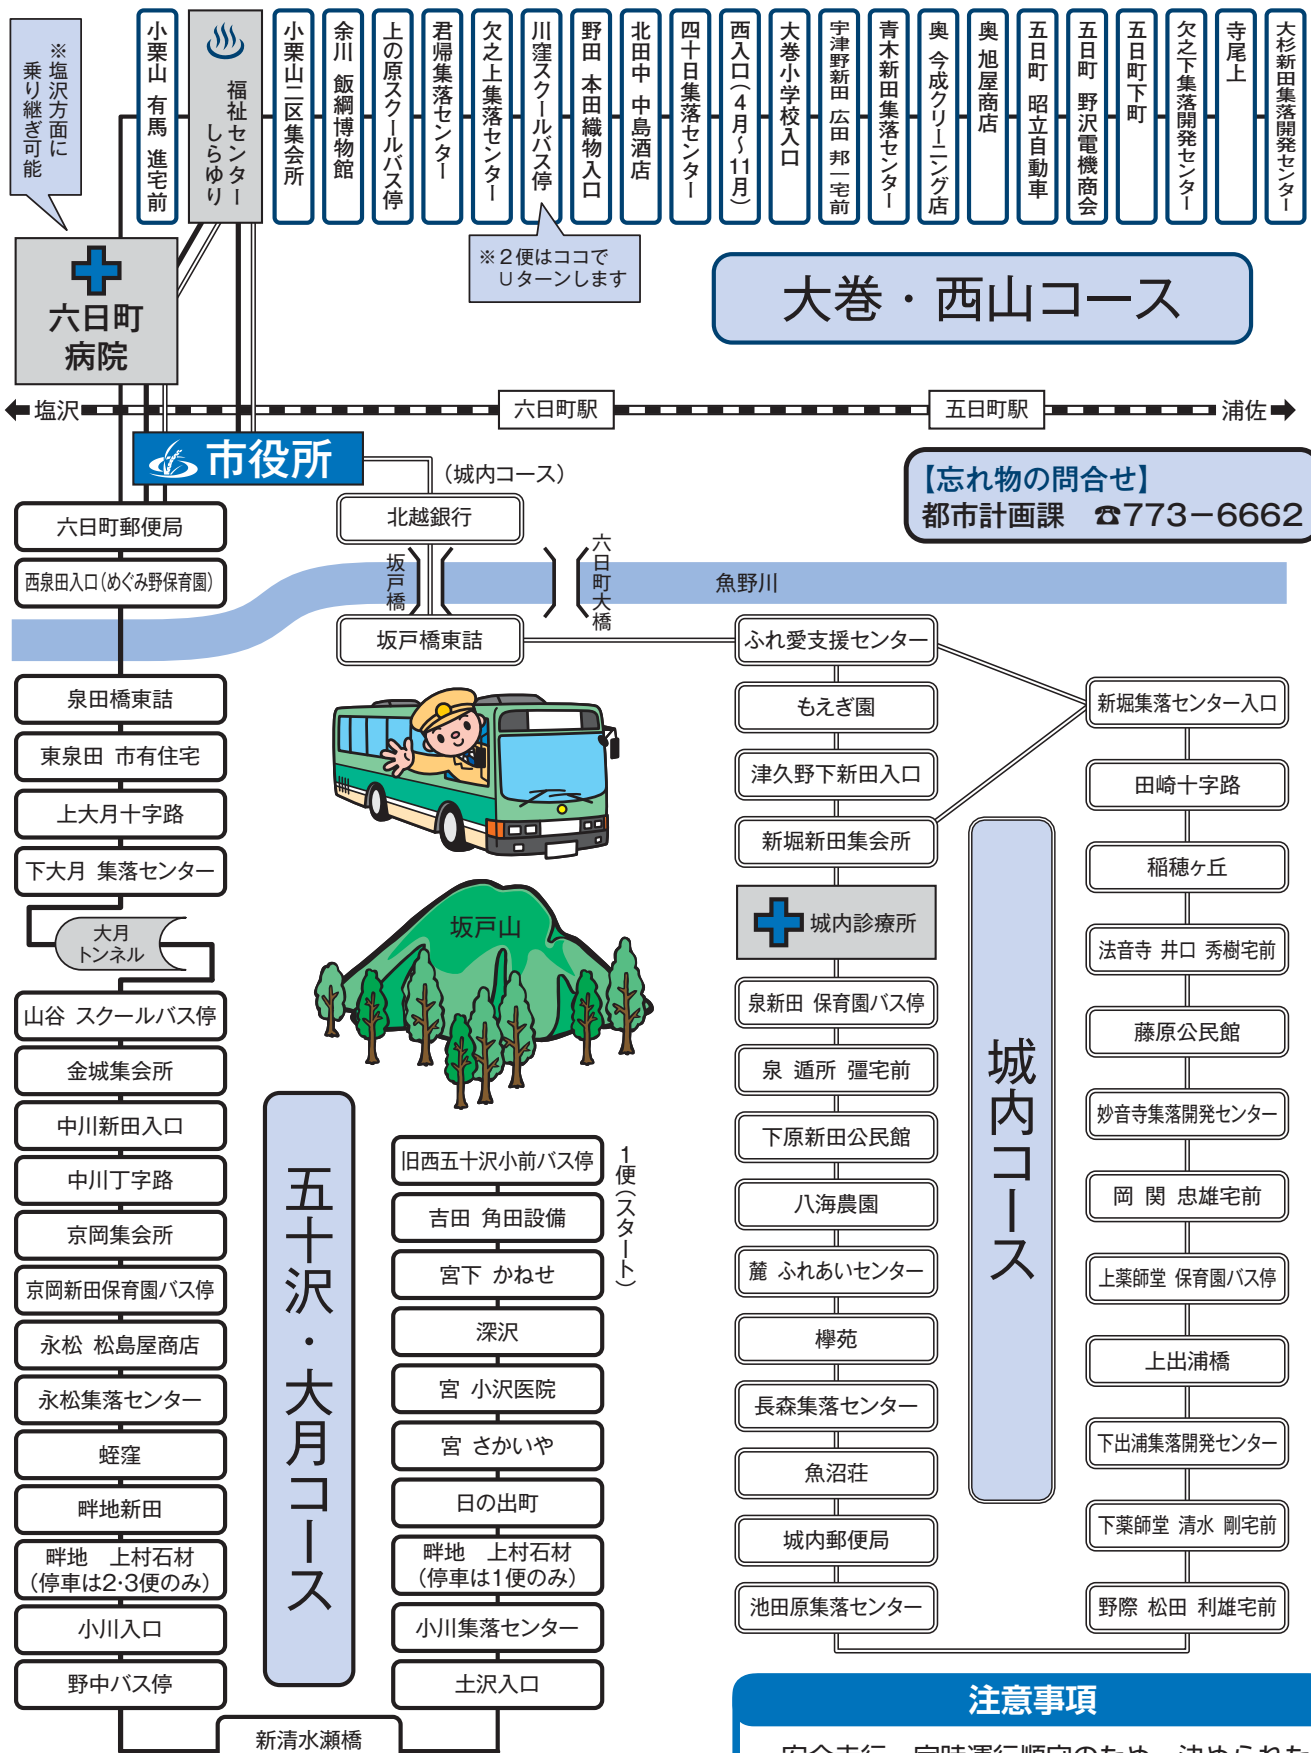 ※塩沢方面に
乗り継ぎ可能
小栗山 有馬 進宅前
福祉センター
しらゆり
小栗山二区集会所
余川 飯綱博物館
上の原スクールバス停
君帰集落センター
欠之上集落センター
川窪スクールバス停
野田 本田織物入口
北田中 中島酒店
四十日集落センター
西入口(4月~11月)
大巻小学校入口
宇津野新田 広田 邦一宅前
青木新田集落センター
奥 今成クリーニング店
奥 旭屋商店
五日町 昭立自動車
五日町 野沢電機商会
五日町下町
欠之下集落開発センター
寺尾上
大杉新田集落開発センター
※2便はココで
Uターンします
大巻・西山コース
六日町
病院
塩沢
六日町駅
五日町駅
浦佐
市役所
(城内コース)
【忘れ物の問合せ】
都市計画課 ☎773-6662
北越銀行
坂戸橋
六日町大橋
魚野川
坂戸橋東詰
六日町郵便局
西泉田入口(めぐみ野保育園)
泉田橋東詰
東泉田 市有住宅
上大月十字路
下大月 集落センター
大月
トンネル
山谷 スクールバス停
金城集会所
中川新田入口
中川丁字路
京岡集会所
京岡新田保育園バス停
永松 松島屋商店
永松集落センター
蛭窪
畔地新田
畔地 上村石材
(停車は2・3便のみ)
小川入口
野中バス停
新清水瀬橋
坂戸山
五十沢・大月コース
1便(スタート)
旧西五十沢小前バス停
吉田 角田設備
宮下 かねせ
深沢
宮 小沢医院
宮 さかいや
日の出町
畔地 上村石材
(停車は1便のみ)
小川集落センター
土沢入口
ふれ愛支援センター
もえぎ園
津久野下新田入口
新堀新田集会所
城内診療所
泉新田 保育園バス停
泉 遁所 彊宅前
下原新田公民館
八海農園
麓 ふれあいセンター
欅苑
長森集落センター
魚沼荘
城内郵便局
池田原集落センター
城内コース
新堀集落センター入口
田崎十字路
稲穂ヶ丘
法音寺 井口 秀樹宅前
藤原公民館
妙音寺集落開発センター
岡 関 忠雄宅前
上薬師堂 保育園バス停
上出浦橋
下出浦集落開発センター
下薬師堂 清水 剛宅前
野際 松田 利雄宅前
注意事項
安全走行、定時運行順守のため、決められた